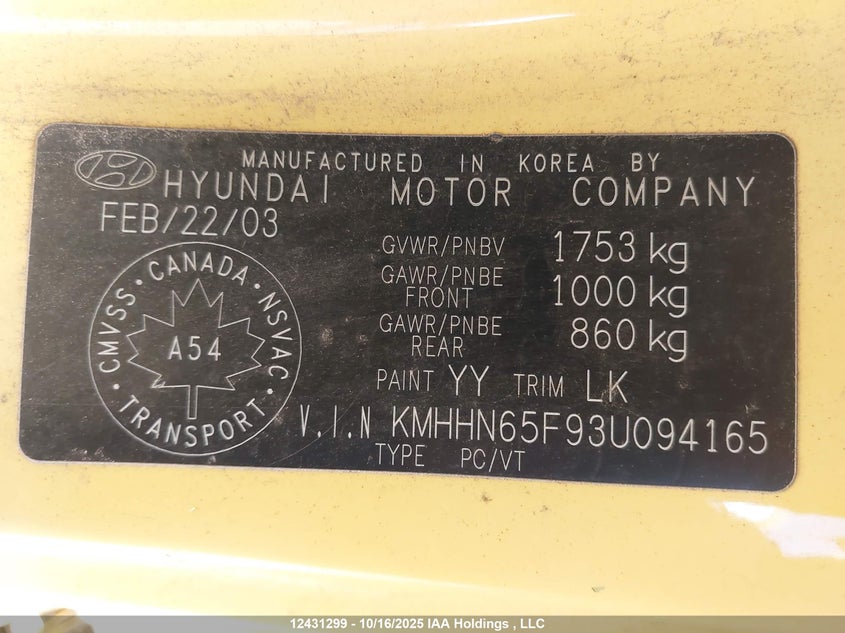 MANUFACTURED IN KOREA BY
HYUNDAI MOTOR COMPANY
FEB/22/03
GVWR/PNBV 1753 kg
GAWR/PNBE FRONT 1000 kg
GAWR/PNBE REAR 860 kg
PAINT YY TRIM LK
CMVSS · CANADA · NSVAC · TRANSPORT ·
A54
V.I.N KMHHN65F93U094165
TYPE PC/VT
12431299 - 10/16/2025 IAA Holdings , LLC